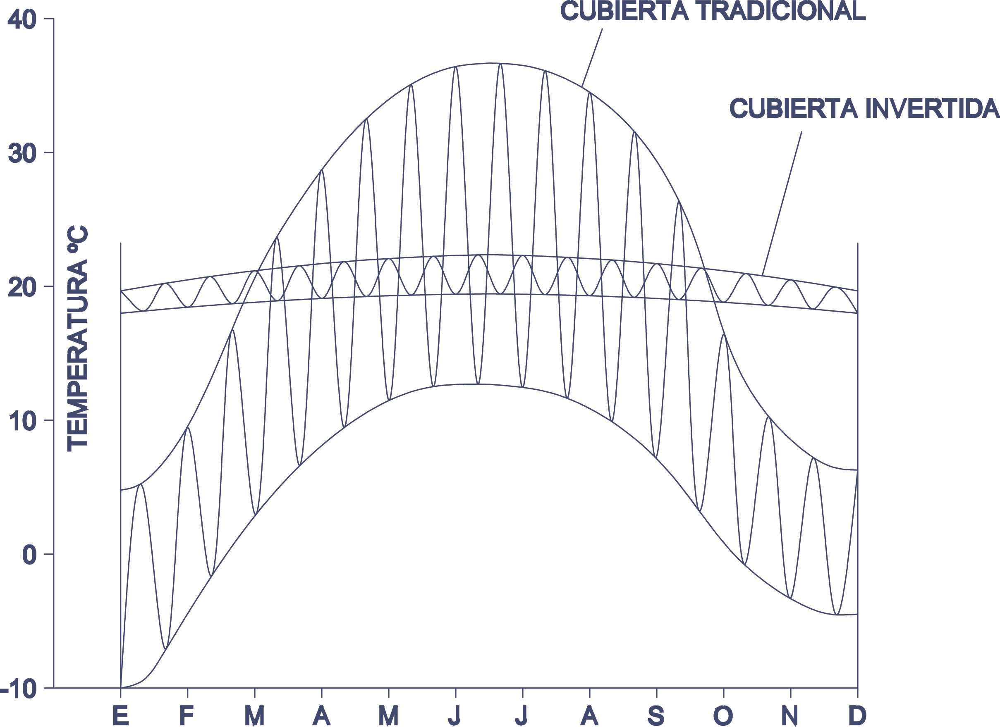 CUBIERTA TRADICIONAL
CUBIERTA INVERTIDA
TEMPERATURA ºC
40
30
20
10
0
-10
E F M A M J J A S O N D